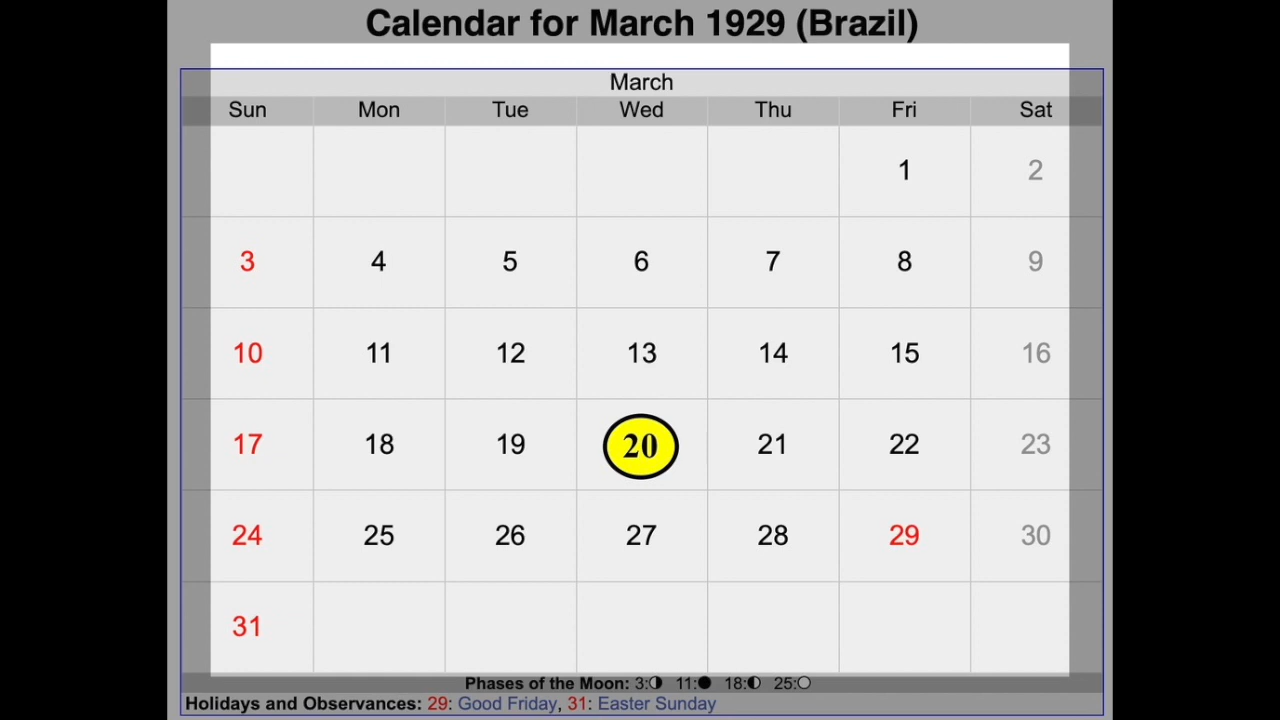 Calendar for March 1929 (Brazil)
March
Sun Mon Tue Wed Thu Fri Sat
1 2
3 4 5 6 7 8 9
10 11 12 13 14 15 16
17 18 19 20 21 22 23
24 25 26 27 28 29 30
31
Phases of the Moon: 3: 11: 18: 25:
Holidays and Observances: 29: Good Friday, 31: Easter Sunday